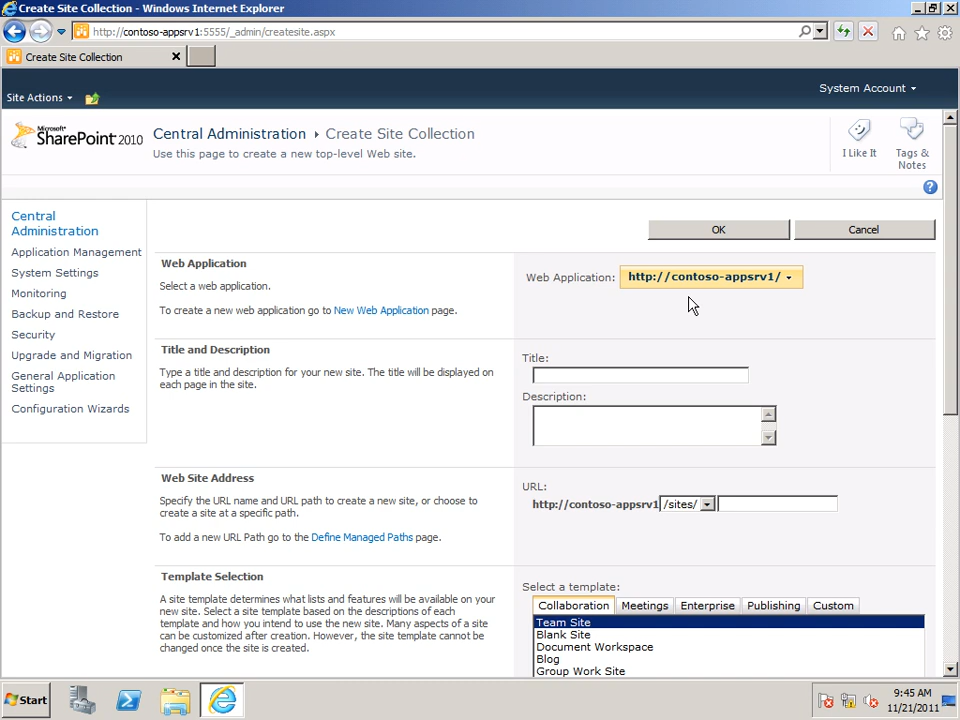 Create Site Collection - Windows Internet Explorer
http://contoso-appsrv1:5555/_admin/createsite.aspx
Create Site Collection
Site Actions
System Account
Microsoft
SharePoint 2010
Central Administration
Create Site Collection
Use this page to create a new top-level Web site.
I Like It
Tags &
Notes
Central
Administration
Application Management
System Settings
Monitoring
Backup and Restore
Security
Upgrade and Migration
General Application
Settings
Configuration Wizards
OK
Cancel
Web Application
Select a web application.
To create a new web application go to New Web Application page.
Web Application: http://contoso-appsrv1/
Title and Description
Type a title and description for your new site. The title will be displayed on
each page in the site.
Title:
Description:
Web Site Address
Specify the URL name and URL path to create a new site, or choose to
create a site at a specific path.
To add a new URL Path go to the Define Managed Paths page.
URL:
http://contoso-appsrv1 /sites/
Template Selection
A site template determines what lists and features will be available on your
new site. Select a site template based on the descriptions of each
template and how you intend to use the new site. Many aspects of a site
can be customized after creation. However, the site template cannot be
changed once the site is created.
Select a template:
Collaboration Meetings Enterprise Publishing Custom
Team Site
Blank Site
Document Workspace
Blog
Group Work Site
Start
9:45 AM
11/21/2011